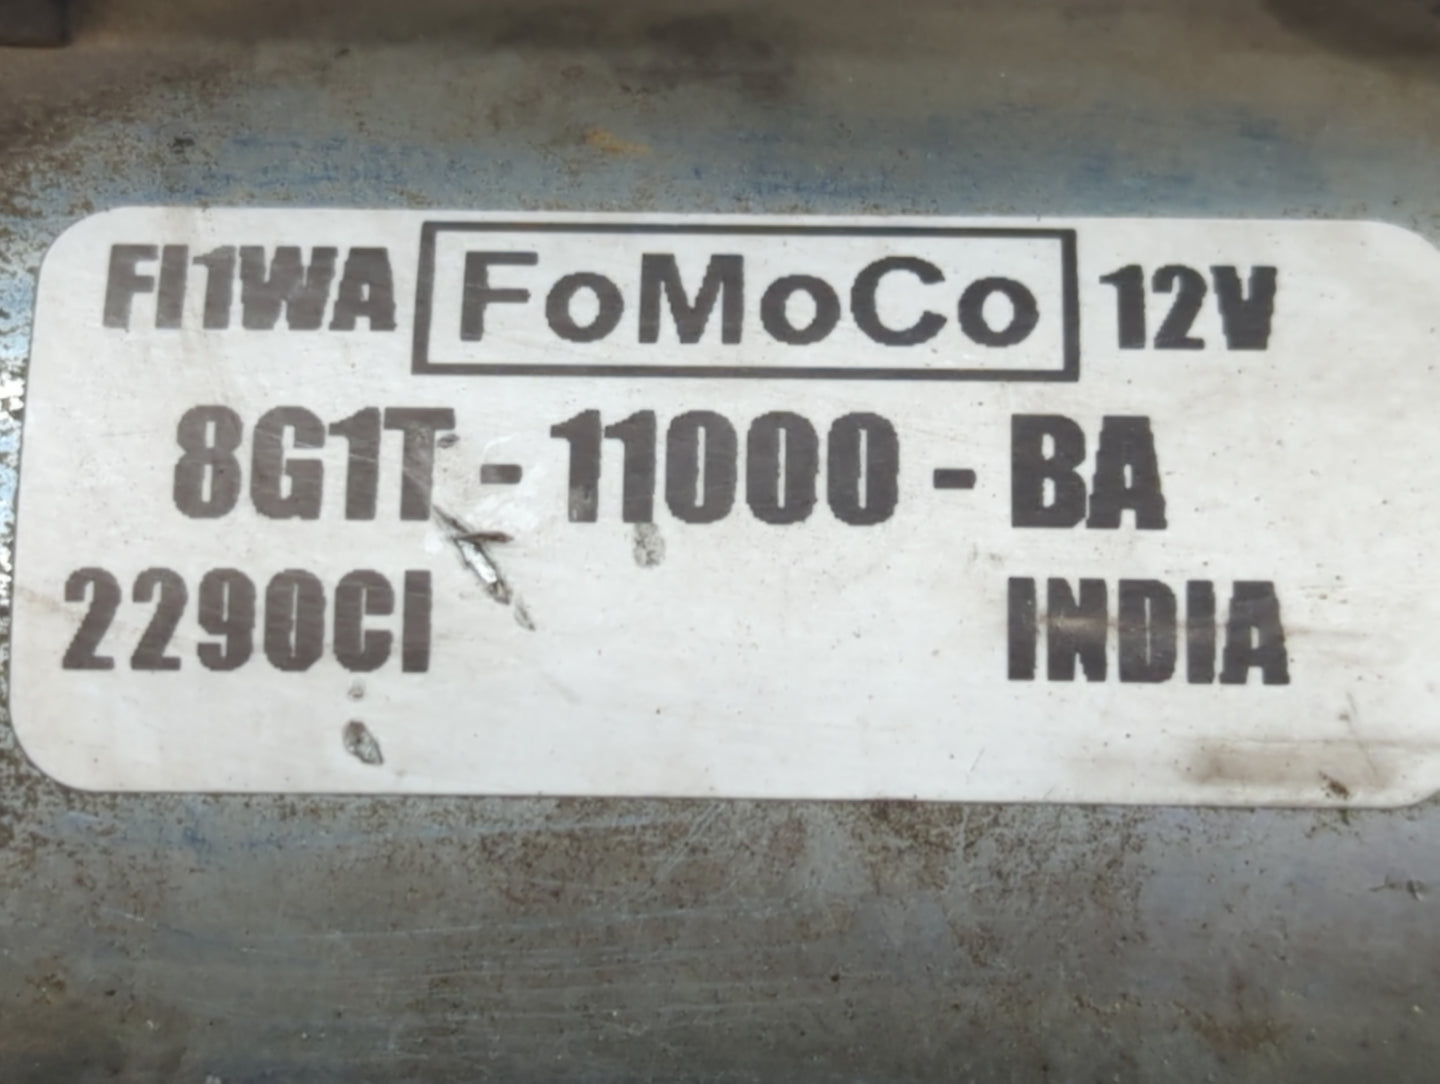 FI1WA FoMoCo 12V
8G1T - 11000 - BA
2290CI INDIA